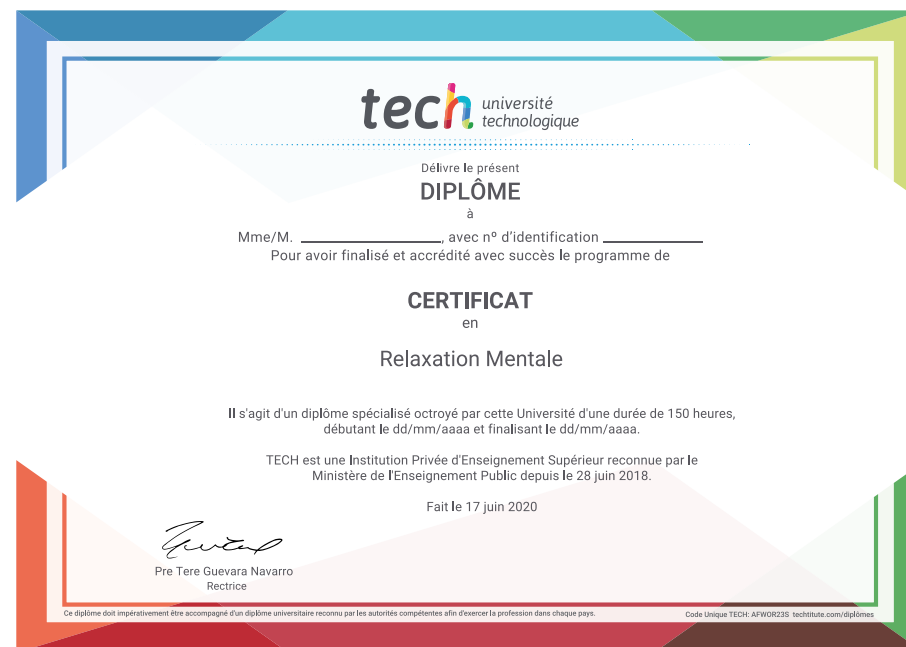 tech université
technologique
Délivre le présent
DIPLÔME
à
Mme/M. ____________________, avec nº d'identification ______________
Pour avoir finalisé et accrédité avec succès le programme de
CERTIFICAT
en
Relaxation Mentale
Il s'agit d'un diplôme spécialisé octroyé par cette Université d'une durée de 150 heures,
débutant le dd/mm/aaaa et finalisant le dd/mm/aaaa.
TECH est une Institution Privée d'Enseignement Supérieur reconnue par le
Ministère de l'Enseignement Public depuis le 28 juin 2018.
Fait le 17 juin 2020
Pre Tere Guevara Navarro
Rectrice
Ce diplôme doit impérativement être accompagné d'un diplôme universitaire reconnu par les autorités compétentes afin d'exercer la profession dans chaque pays.
Code Unique TECH: AFWOR23S techtitute.com/diplômes